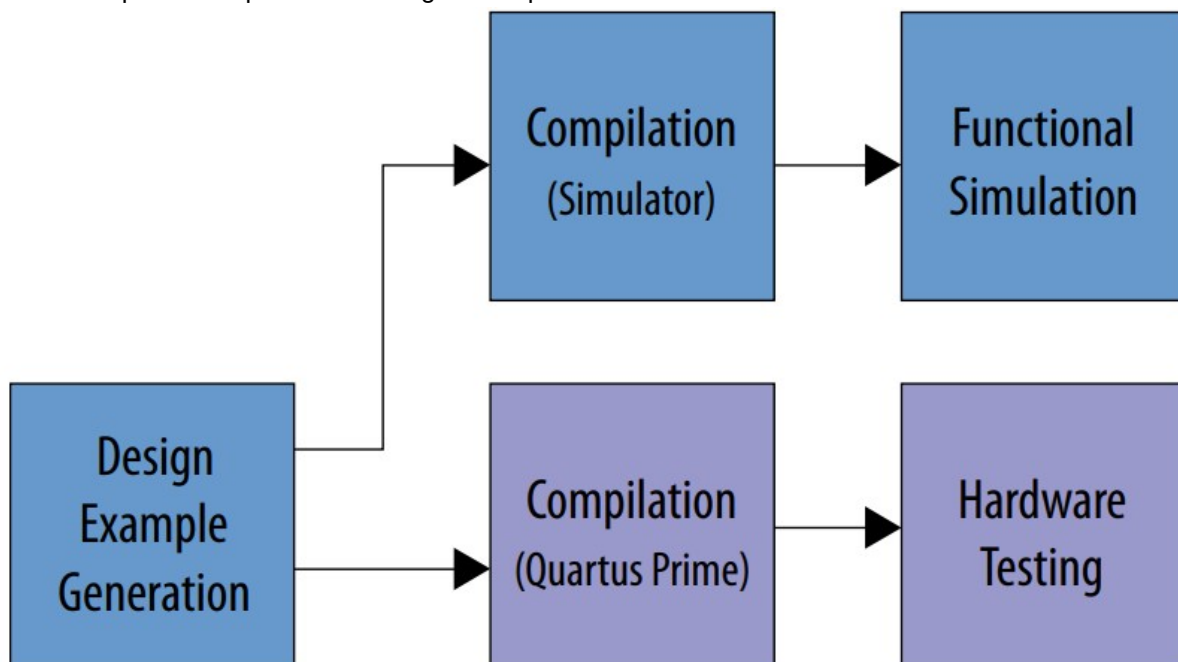 Compilation
(Simulator)
Functional
Simulation
Design
Example
Generation
Compilation
(Quartus Prime)
Hardware
Testing